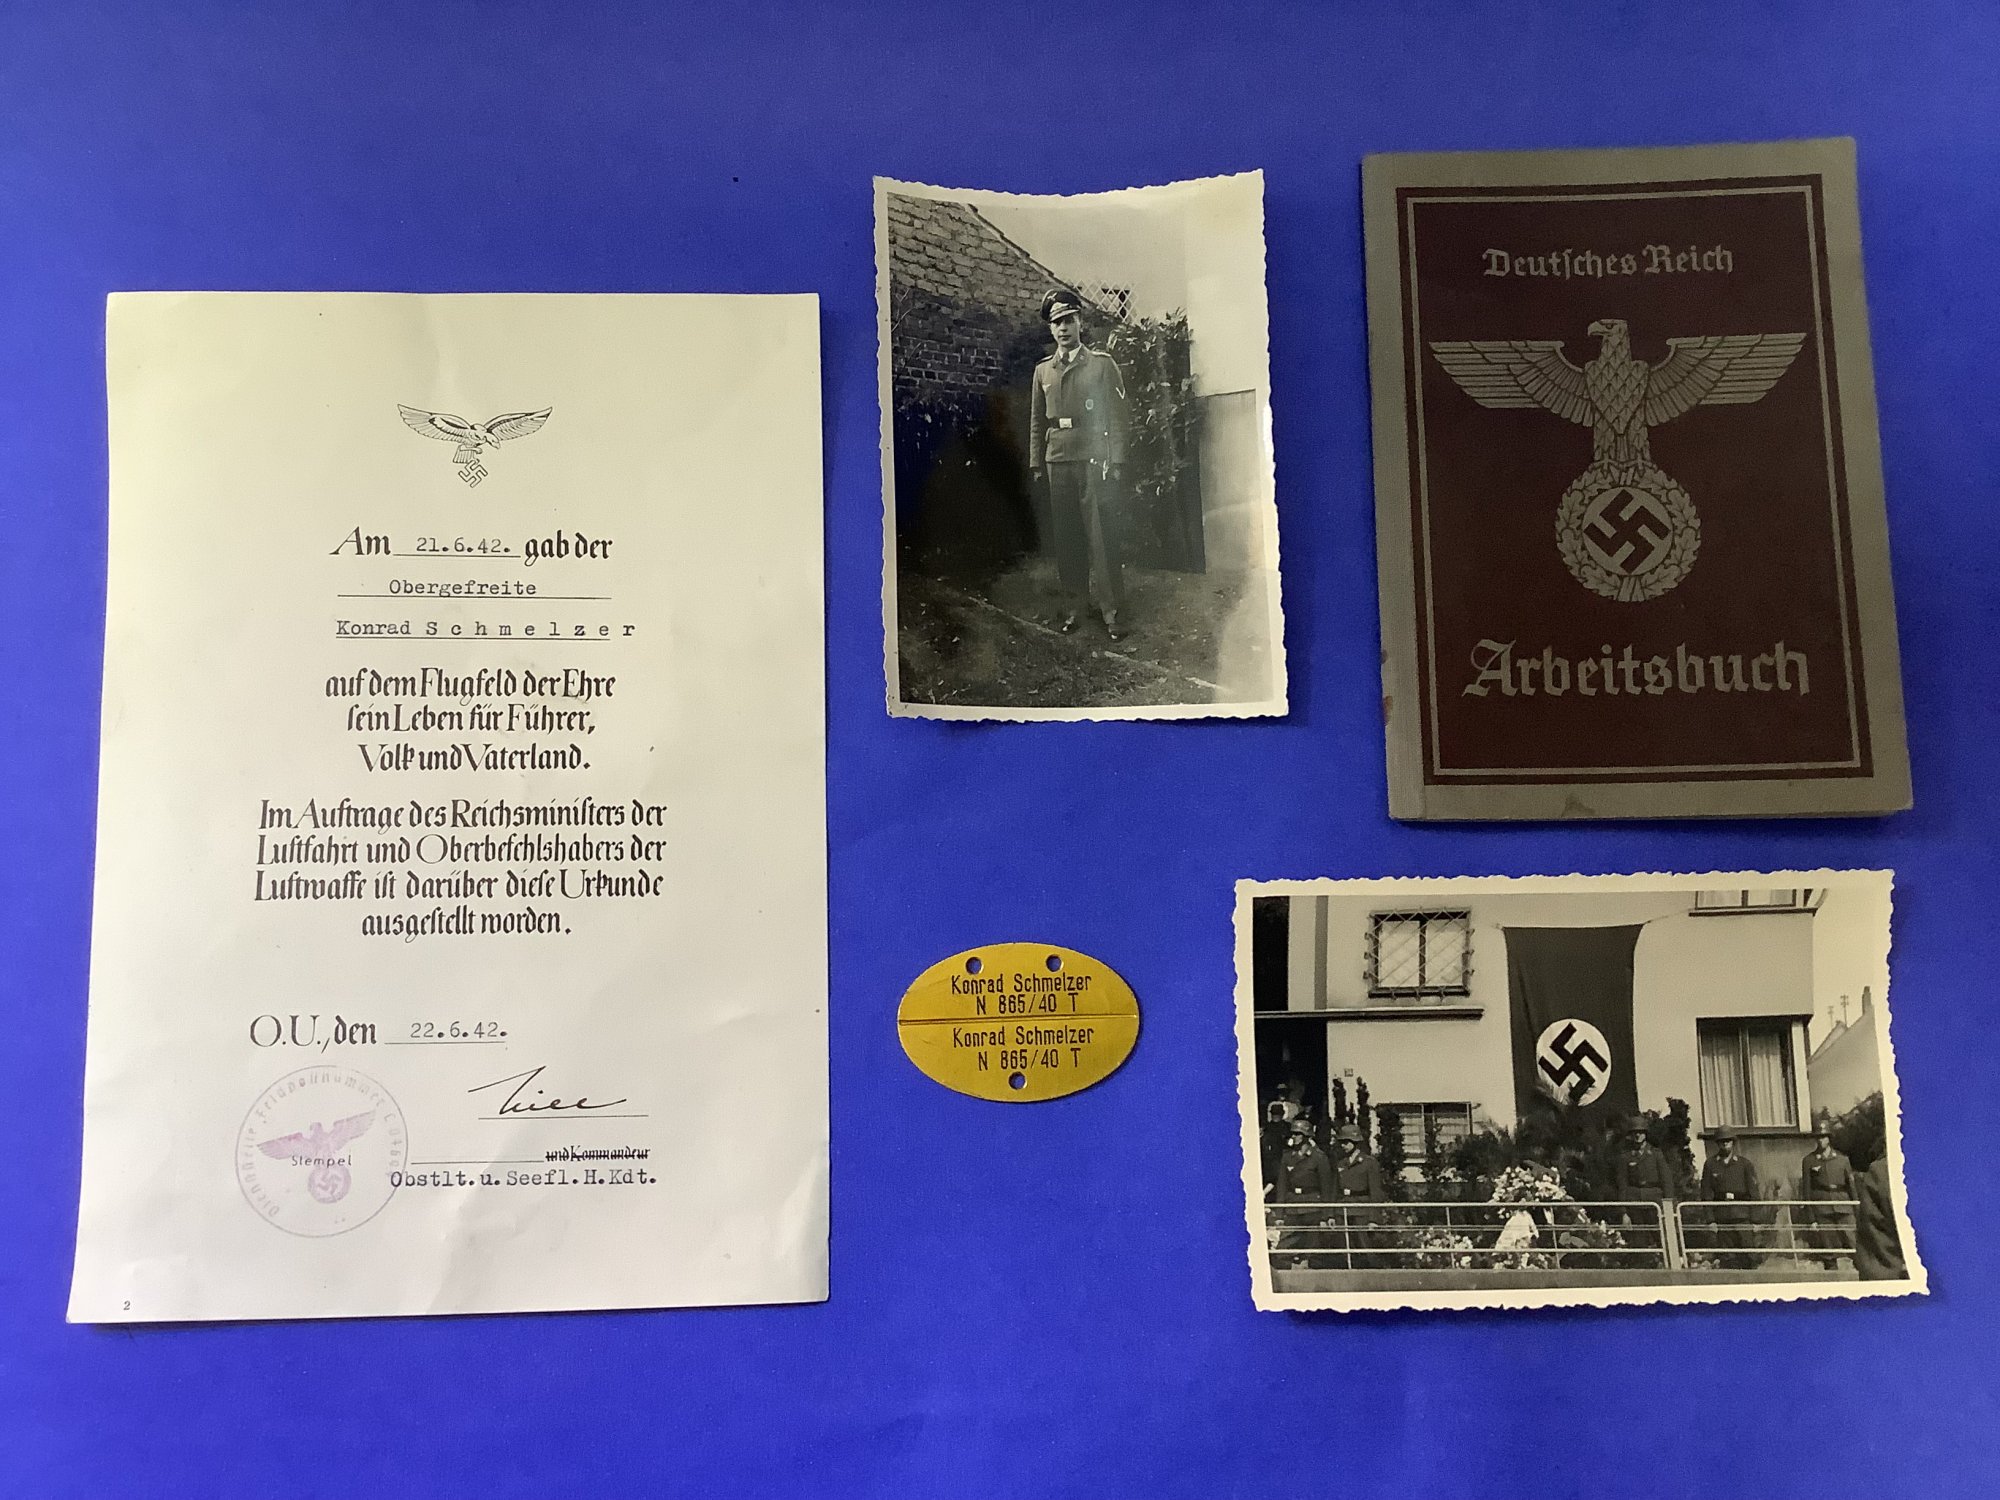 Am 21.6.42. gab der
Obergefreite
Konrad Schmelzer
auf dem Flugfeld der Ehre
sein Leben für Führer,
Volk und Vaterland.
Im Auftrage des Reichsministers der
Luftfahrt und Oberbefehlshabers der
Luftwaffe ist darüber diese Urkunde
ausgestellt worden.
O.U., den 22.6.42.
Stempel
und Kommandeur
Obstlt.u.Seefl.H.Kdt.
2
Konrad Schmelzer
N 865/40 T
Konrad Schmelzer
N 865/40 T
Deutsches Reich
Arbeitsbuch